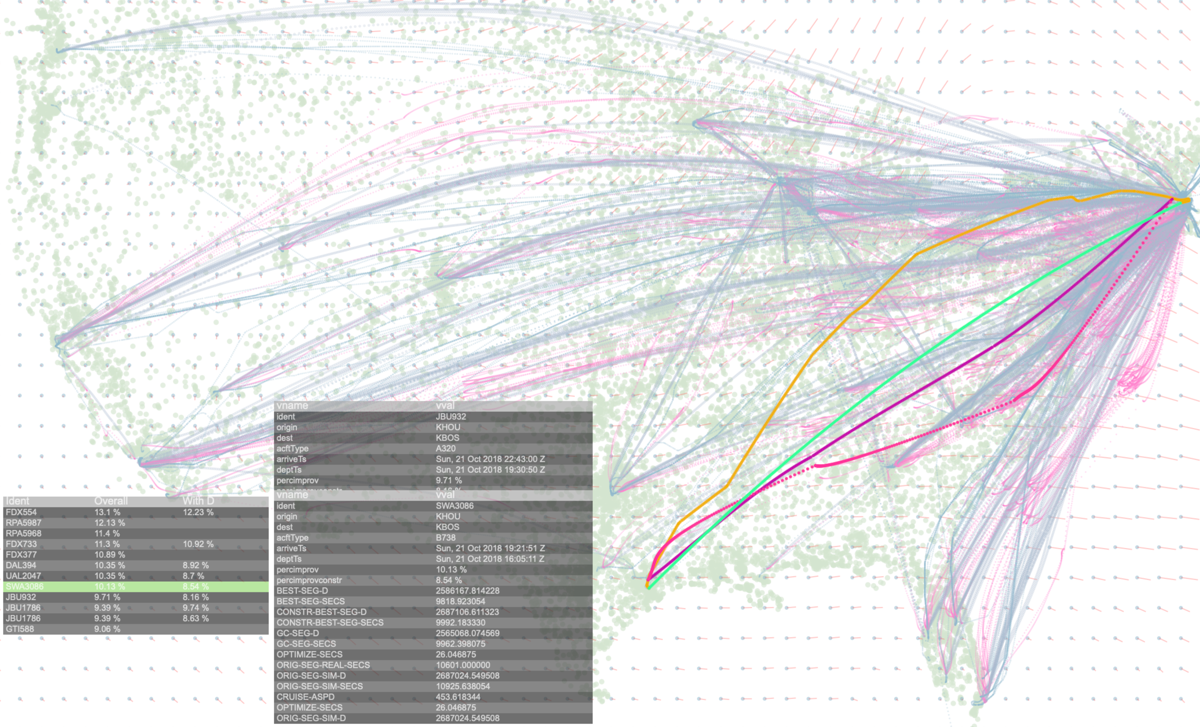 vname vval
ident JBU932
origin KHOU
dest KBOS
acftType A320
arriveTs Sun, 21 Oct 2018 22:43:00 Z
deptTs Sun, 21 Oct 2018 19:30:50 Z
percimprov 9.71 %
vname vval
ident SWA3086
origin KHOU
dest KBOS
acftType B738
arriveTs Sun, 21 Oct 2018 19:21:51 Z
deptTs Sun, 21 Oct 2018 16:05:11 Z
percimprov 10.13 %
percimprovconstr 8.54 %
BEST-SEG-D 2586167.814228
BEST-SEG-SECS 9818.923054
CONSTR-BEST-SEG-D 2687106.611323
CONSTR-BEST-SEG-SECS 9992.183330
GC-SEG-D 2565068.074569
GC-SEG-SECS 9962.398075
OPTIMIZE-SECS 26.046875
ORIG-SEG-REAL-SECS 10601.000000
ORIG-SEG-SIM-D 2687024.549508
ORIG-SEG-SIM-SECS 10925.638054
CRUISE-ASPD 453.618344
OPTIMIZE-SECS 26.046875
ORIG-SEG-SIM-D 2687024.549508
Ident Overall With D
FDX554 13.1 % 12.23 %
RPA5987 12.13 %
RPA5968 11.4 %
FDX733 11.3 % 10.92 %
FDX377 10.89 %
DAL394 10.35 % 8.92 %
UAL2047 10.35 % 8.7 %
SWA3086 10.13 % 8.54 %
JBU932 9.71 % 8.16 %
JBU1786 9.39 % 9.74 %
JBU1786 9.39 % 8.63 %
GTI588 9.06 %